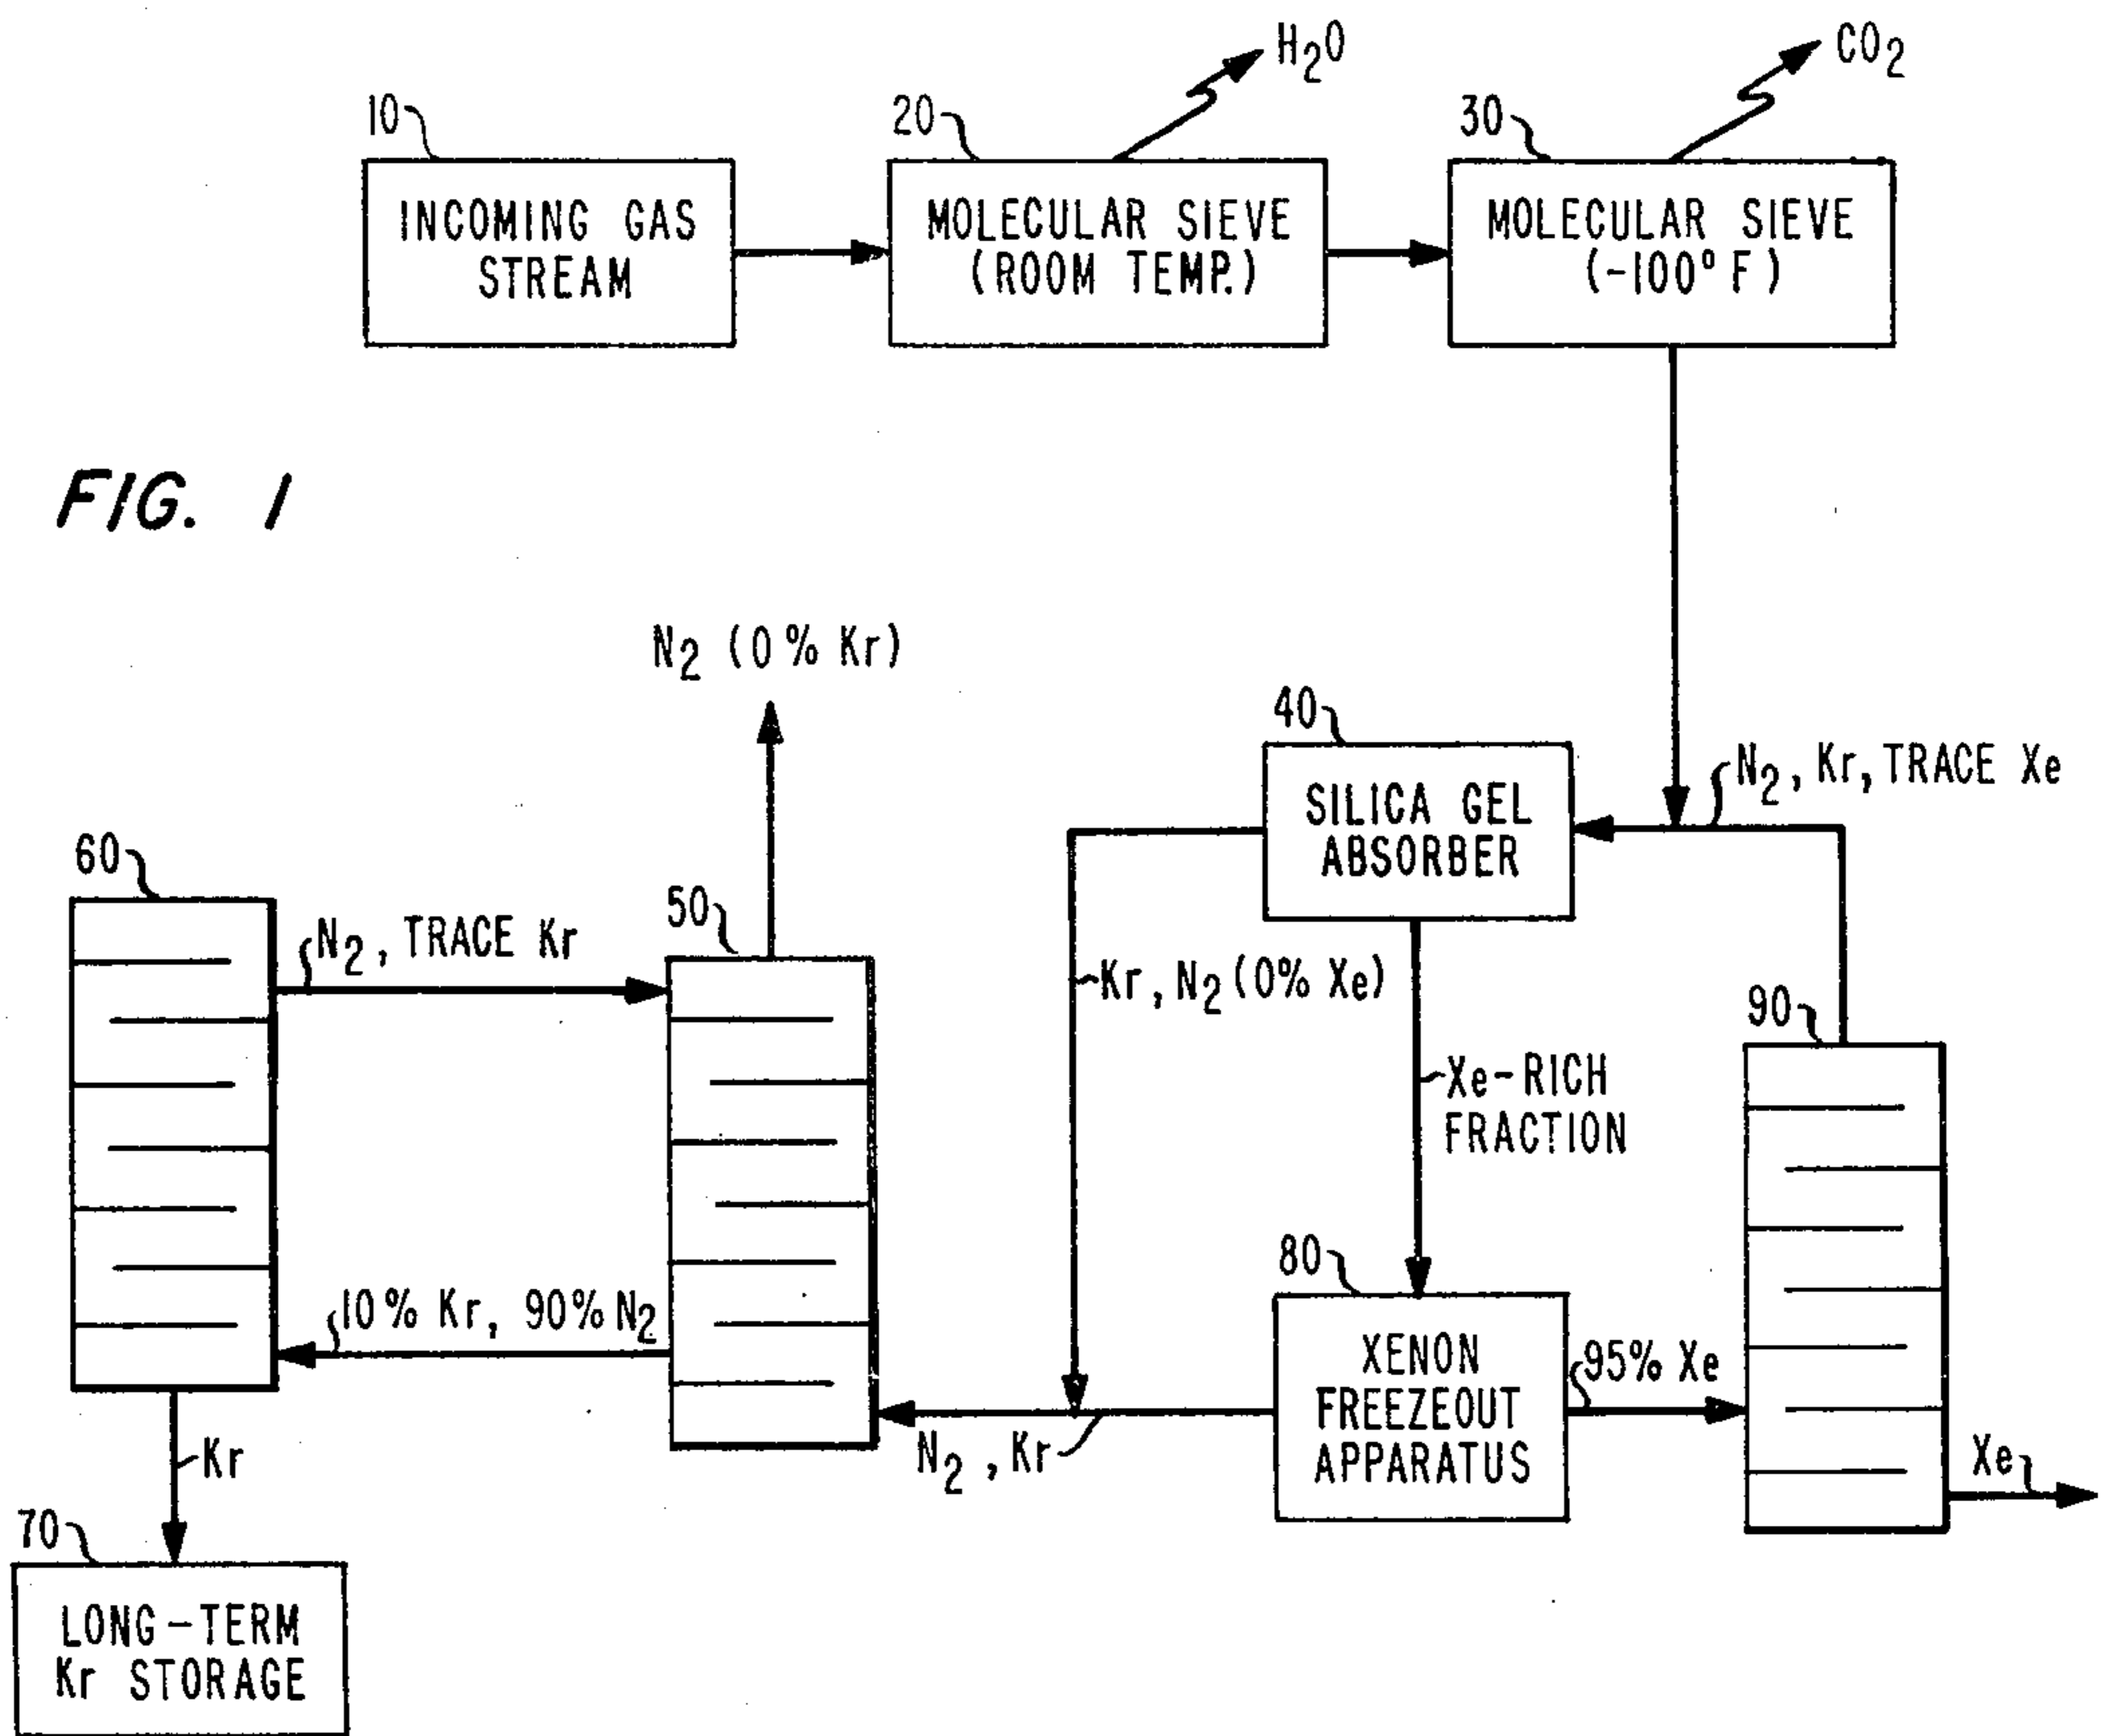 H2O
CO2
10
20
30
INCOMING GAS
STREAM
MOLECULAR SIEVE
(ROOM TEMP.)
MOLECULAR SIEVE
(-100° F)
FIG. 1
N2 (0% Kr)
40
N2, Kr, TRACE Xe
SILICA GEL
ABSORBER
60
50
N2, TRACE Kr
Kr, N2 (0% Xe)
90
Xe-RICH
FRACTION
80
10% Kr, 90% N2
XENON
FREEZEOUT
APPARATUS
95% Xe
N2, Kr
Xe
Kr
70
LONG-TERM
Kr STORAGE